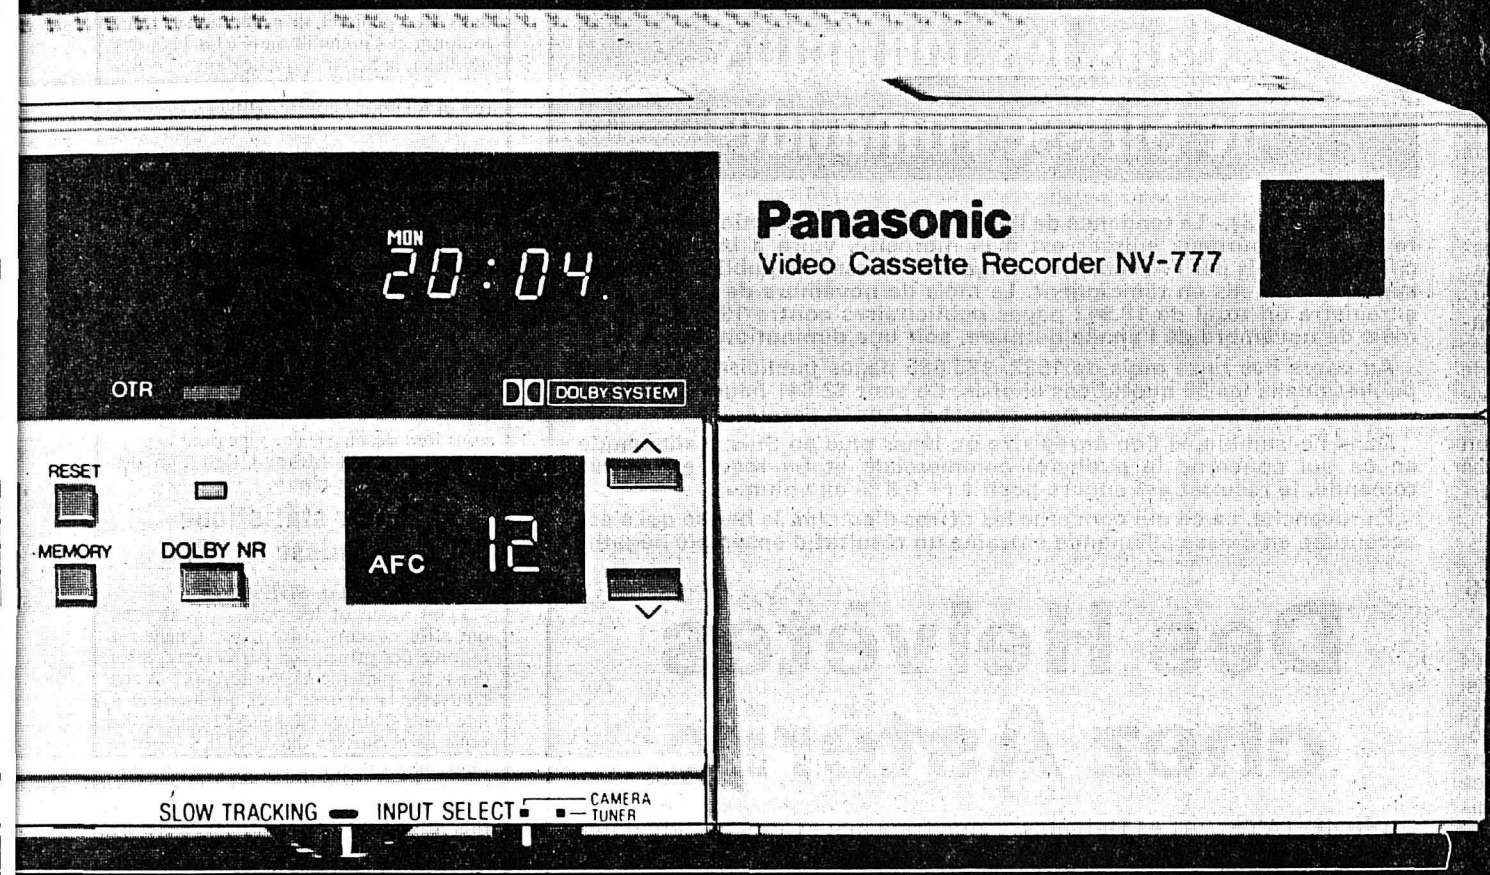 MON
20:04.
Panasonic
Video Cassette Recorder NV-777
OTR
DOLBY SYSTEM
RESET
MEMORY
DOLBY NR
AFC 12
SLOW TRACKING
INPUT SELECT
CAMERA
TUNER